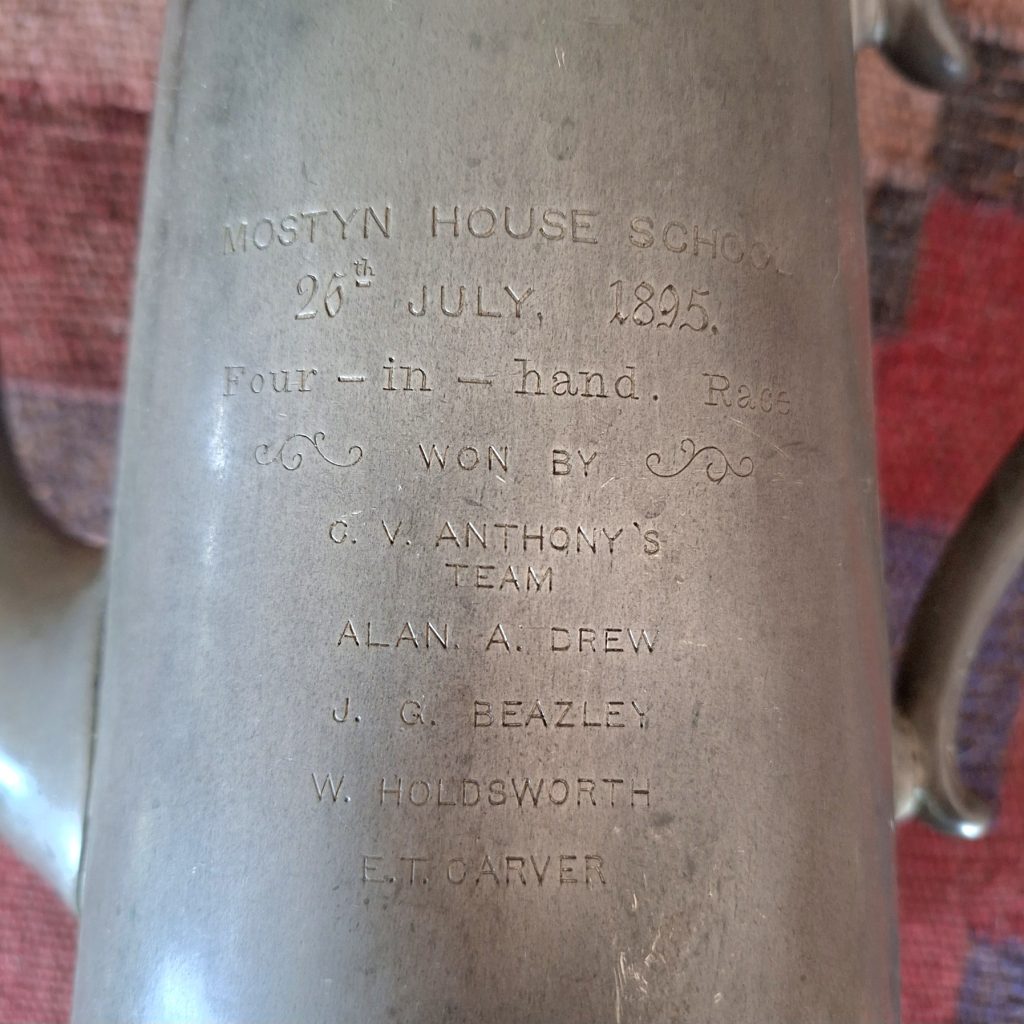 MOSTYN HOUSE SCHOOL
26th JULY, 1895.
Four - in - hand. Race
WON BY
C. V. ANTHONY'S
TEAM
ALAN. A. DREW
J. G. BEAZLEY
W. HOLDSWORTH
E.T. CARVER